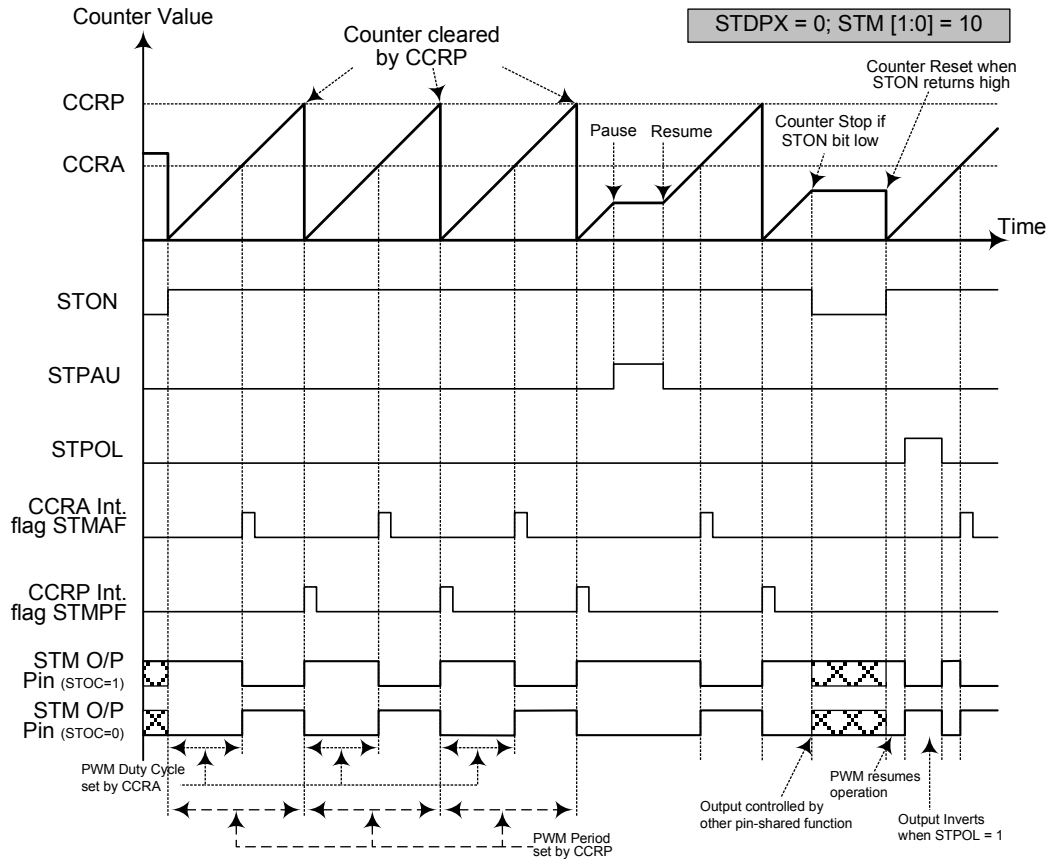 Counter Value
STDPX = 0; STM [1:0] = 10
Counter cleared
by CCRP
Counter Reset when
STON returns high
CCRP
Counter Stop if
STON bit low
Pause
Resume
CCRA
Time
STON
STPAU
STPOL
CCRA Int.
flag STMAF
CCRP Int.
flag STMPF
STM O/P
Pin (STOC=1)
STM O/P
Pin (STOC=0)
PWM Duty Cycle
set by CCRA
PWM resumes
operation
Output controlled by
other pin-shared function
Output Inverts
when STPOL = 1
PWM Period
set by CCRP